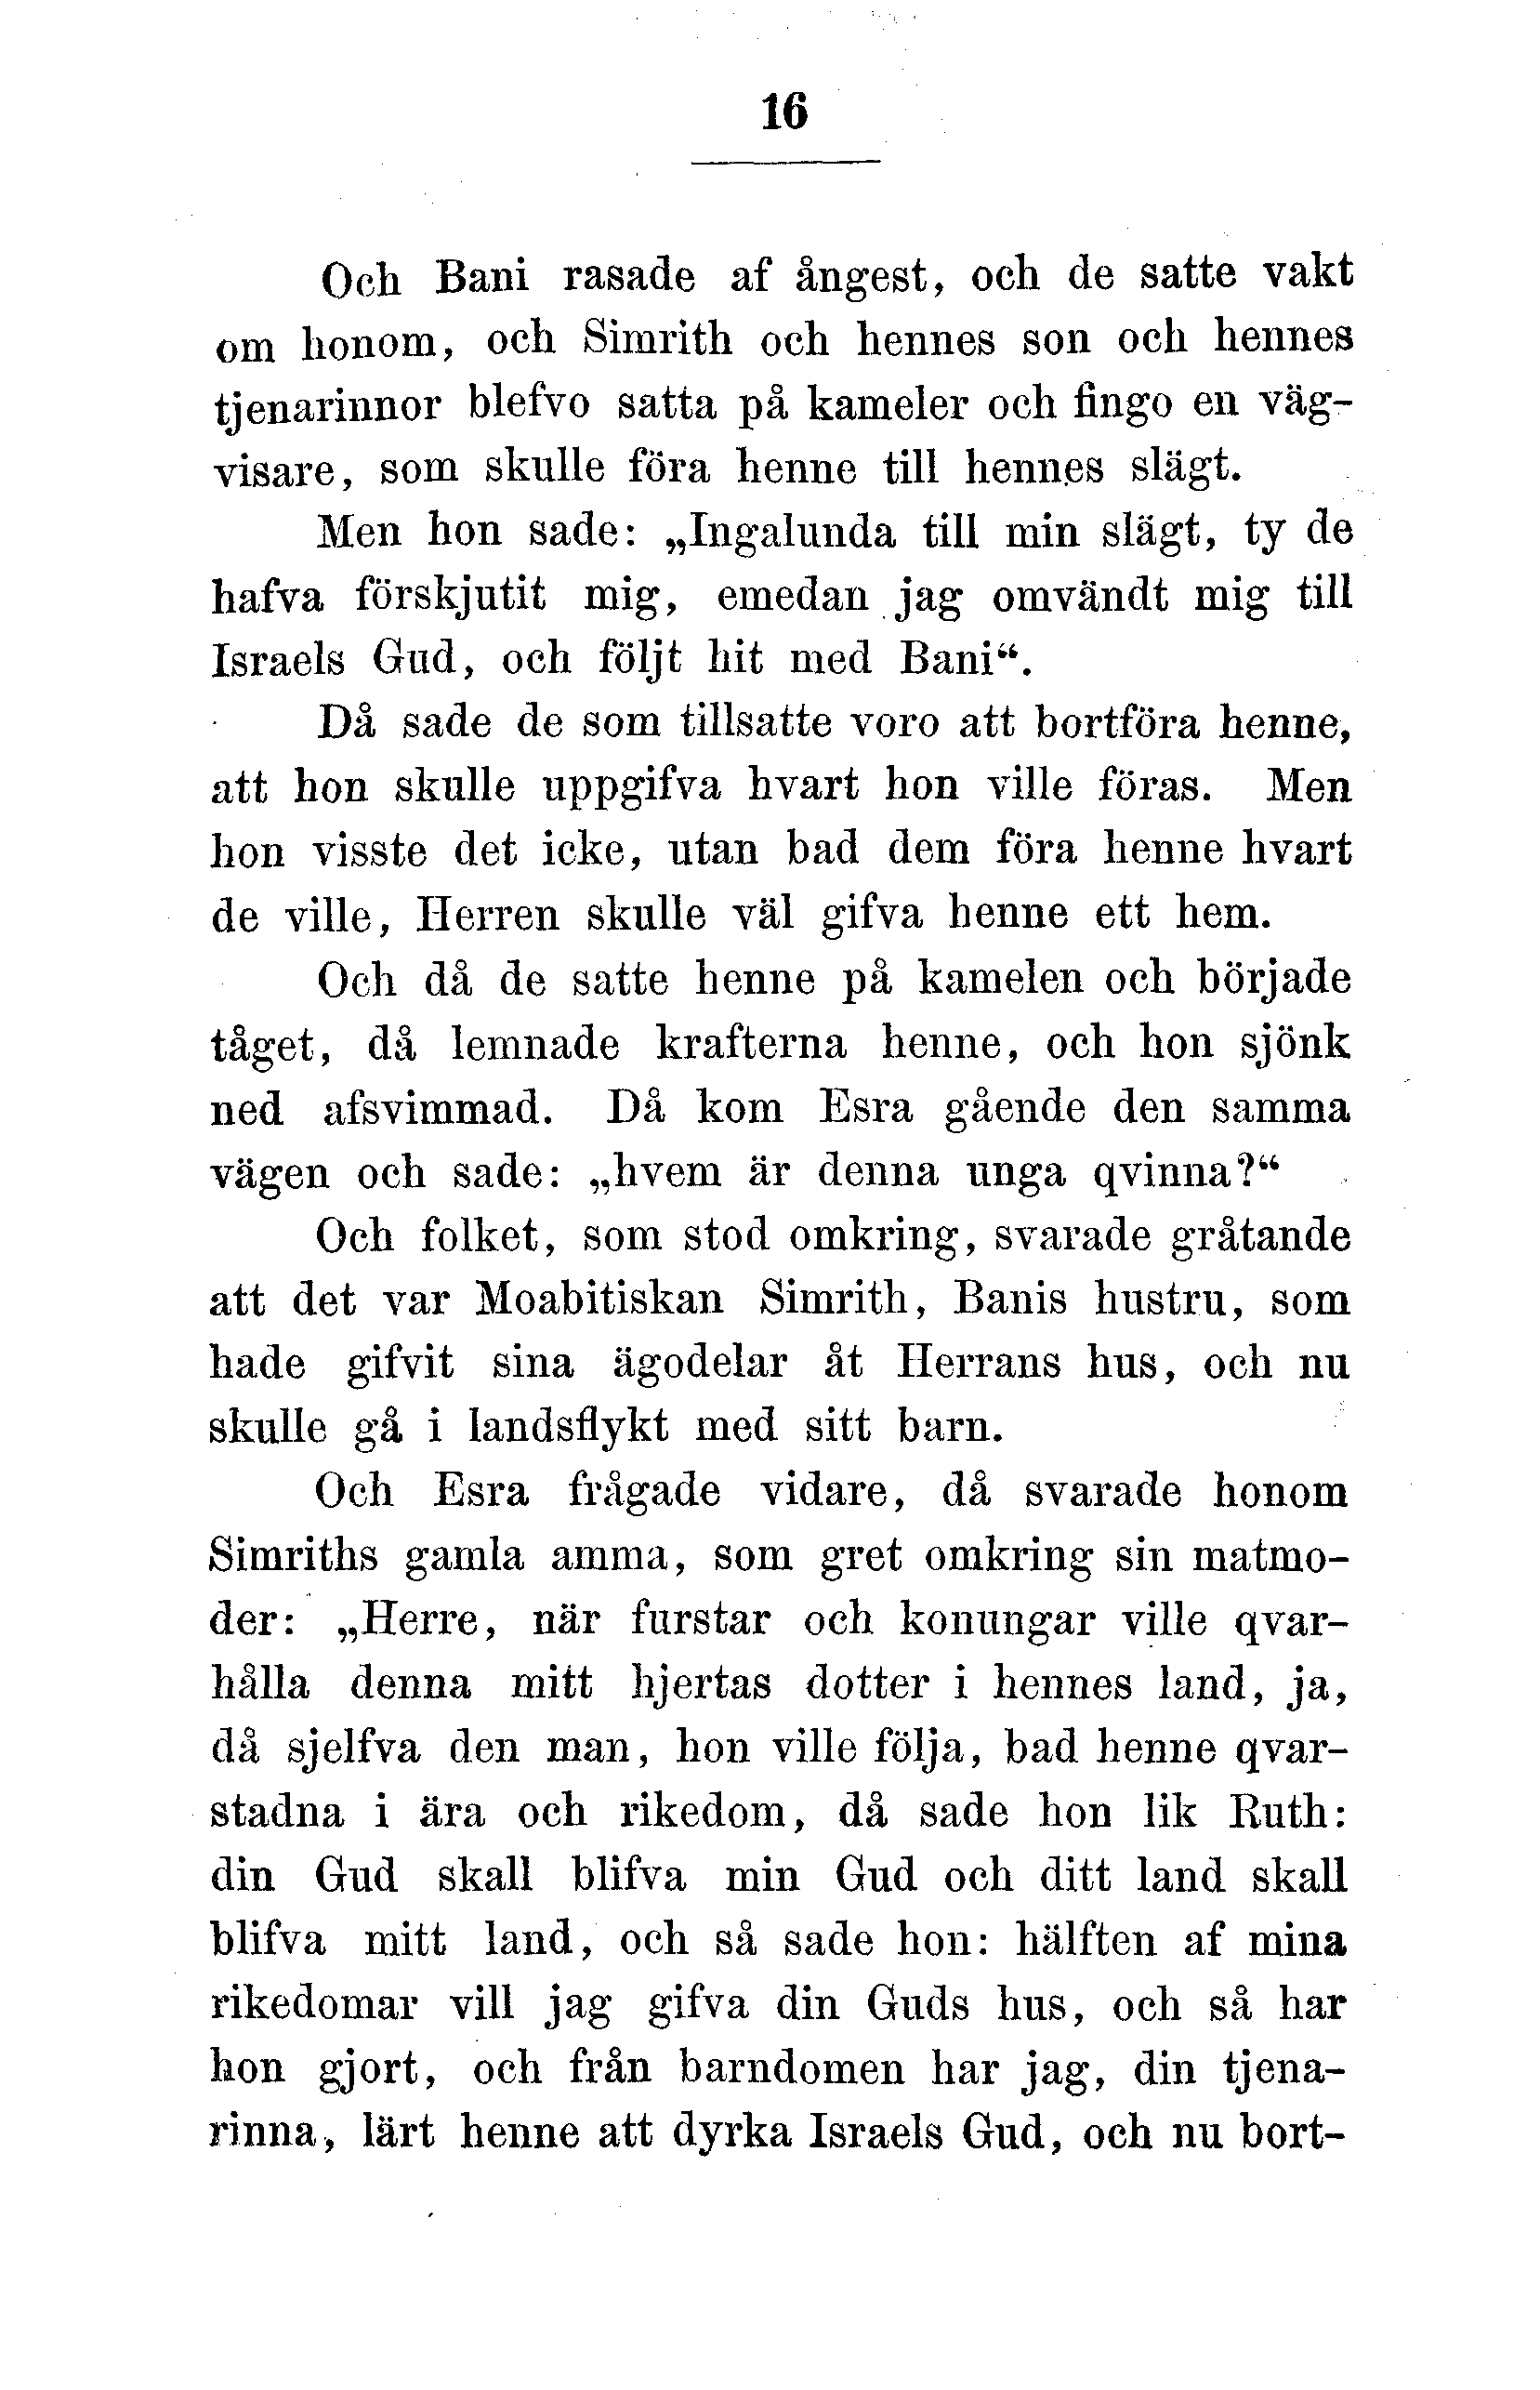 16
Och Bani rasade af ångest, och de satte vakt
om honom, och Simrith och hennes son och hennes
tjenarinnor blefvo satta på kameler och fingo en väg-
visare, som skulle föra henne till hennes slägt.
Men hon sade: „Ingalunda till min slägt, ty de
hafva förskjutit mig, emedan jag omvändt mig till
Israels Gud, och följt hit med Bani“.
Då sade de som tillsatte voro att bortföra henne,
att hon skulle uppgifva hvart hon ville föras. Men
hon visste det icke, utan bad dem föra henne hvart
de ville, Herren skulle väl gifva henne ett hem.
Och då de satte henne på kamelen och började
tåget, då lemnade krafterna henne, och hon sjönk
ned afsvimmad. Då kom Esra gående den samma
vägen och sade: „hvem är denna unga qvinna?“
Och folket, som stod omkring, svarade gråtande
att det var Moabitiskan Simrith, Banis hustru, som
hade gifvit sina ägodelar åt Herrans hus, och nu
skulle gå i landsflykt med sitt barn.
Och Esra frågade vidare, då svarade honom
Simriths gamla amma, som gret omkring sin matmo-
der: „Herre, när furstar och konungar ville qvar-
hålla denna mitt hjertas dotter i hennes land, ja,
då sjelfva den man, hon ville följa, bad henne qvar-
stadna i ära och rikedom, då sade hon lik Ruth:
din Gud skall blifva min Gud och ditt land skall
blifva mitt land, och så sade hon: hälften af mina
rikedomar vill jag gifva din Guds hus, och så har
hon gjort, och från barndomen har jag, din tjena-
rinna, lärt henne att dyrka Israels Gud, och nu bort-